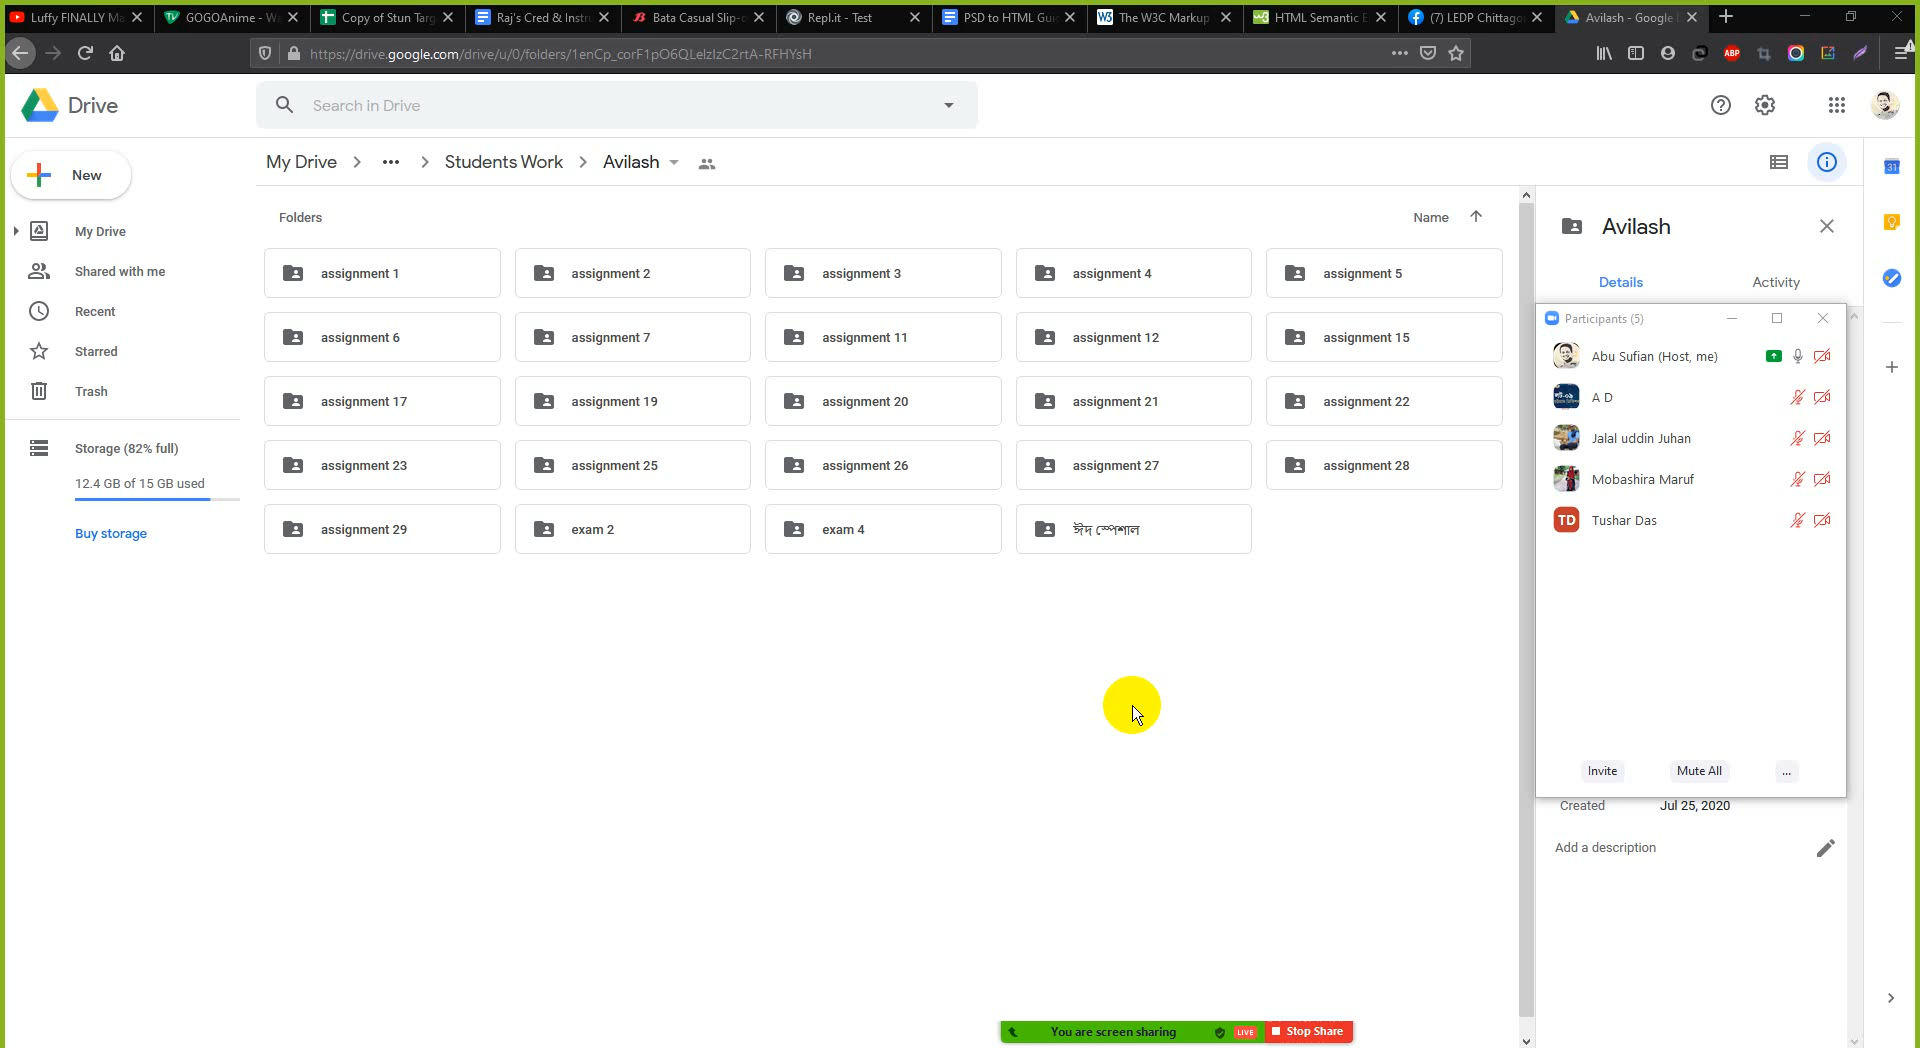 Luffy FINALLY Ma
GOGOAnime - W
Copy of Stun Targ
Raj's Cred & Instru
Bata Casual Slip-o
Repl.it - Test
PSD to HTML Gui
The W3C Markup
HTML Semantic E
(7) LEDP Chittago
Avilash - Google
https://drive.google.com/drive/u/0/folders/
ABP
Drive
Search in Drive
New
My Drive
Students Work
Avilash
31
My Drive
Shared with me
Recent
Starred
Trash
Storage (82% full)
12.4 GB of 15 GB used
Buy storage
Folders
Name
assignment 1
assignment 2
assignment 3
assignment 4
assignment 5
assignment 6
assignment 7
assignment 11
assignment 12
assignment 15
assignment 17
assignment 19
assignment 20
assignment 21
assignment 22
assignment 23
assignment 25
assignment 26
assignment 27
assignment 28
assignment 29
exam 2
exam 4
ঈদ স্পেশাল
Avilash
Details
Activity
Participants (5)
Abu Sufian (Host, me)
A D
Jalal uddin Juhan
Mobashira Maruf
TD
Tushar Das
Invite
Mute All
...
Created
Jul 25, 2020
Add a description
You are screen sharing
LIVE
Stop Share